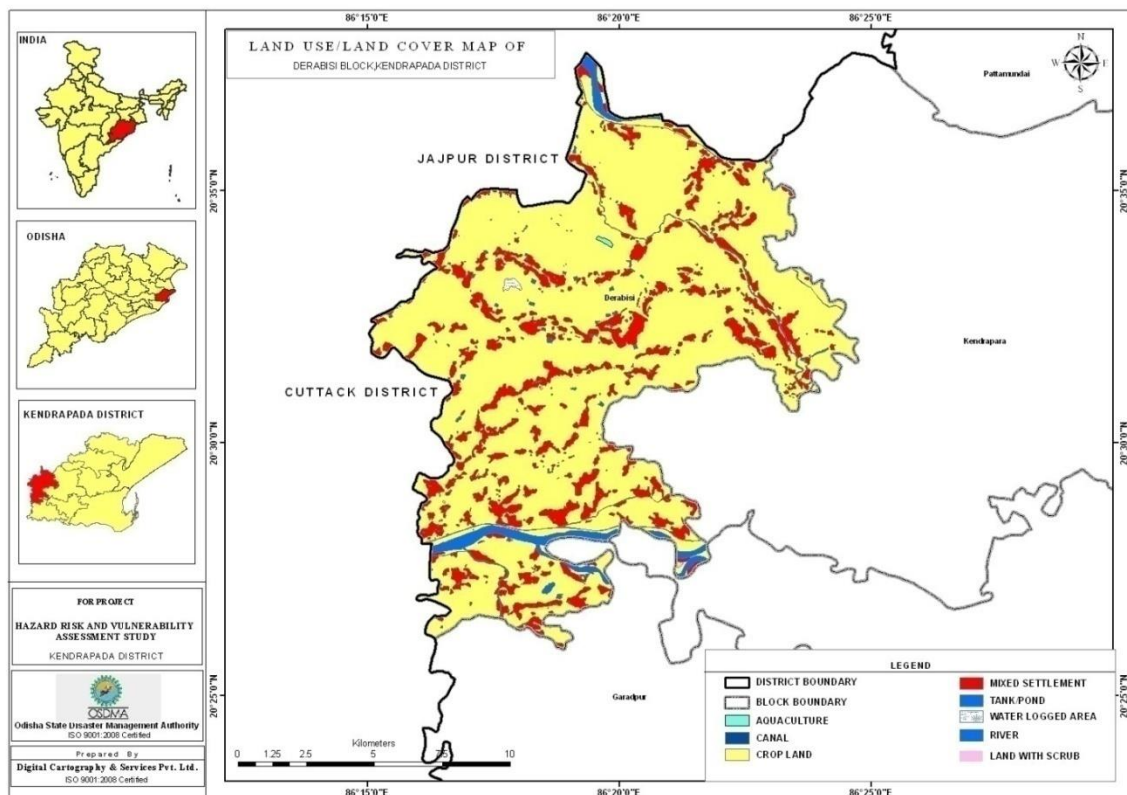 INDIA
ODISHA
KENDRAPADA DISTRICT
FOR PROJECT
HAZARD RISK AND VULNERABILITY
ASSESSMENT STUDY
KENDRAPADA DISTRICT
OSDMA
Odisha State Disaster Management Authority
ISO 9001:2008 Certified
Prepared By
Digital Cartography & Services Pvt. Ltd.
ISO 9001:2008 Certified
86°15'0"E
86°20'0"E
86°25'0"E
LAND USE/LAND COVER MAP OF
DERABISI BLOCK,KENDRAPADA DISTRICT
N
W
E
S
Pattamundai
JAJPUR DISTRICT
20°35'0"N
20°35'0"N
Derabisi
Kendrapara
CUTTACK DISTRICT
20°30'0"N
20°30'0"N
Garadpur
20°25'0"N
20°25'0"N
LEGEND
DISTRICT BOUNDARY
BLOCK BOUNDARY
AQUACULTURE
CANAL
CROP LAND
MIXED SETTLEMENT
TANK/POND
WATER LOGGED AREA
RIVER
LAND WITH SCRUB
Kilometers
0 1.25 2.5 5 7.5 10
86°15'0"E
86°20'0"E
86°25'0"E